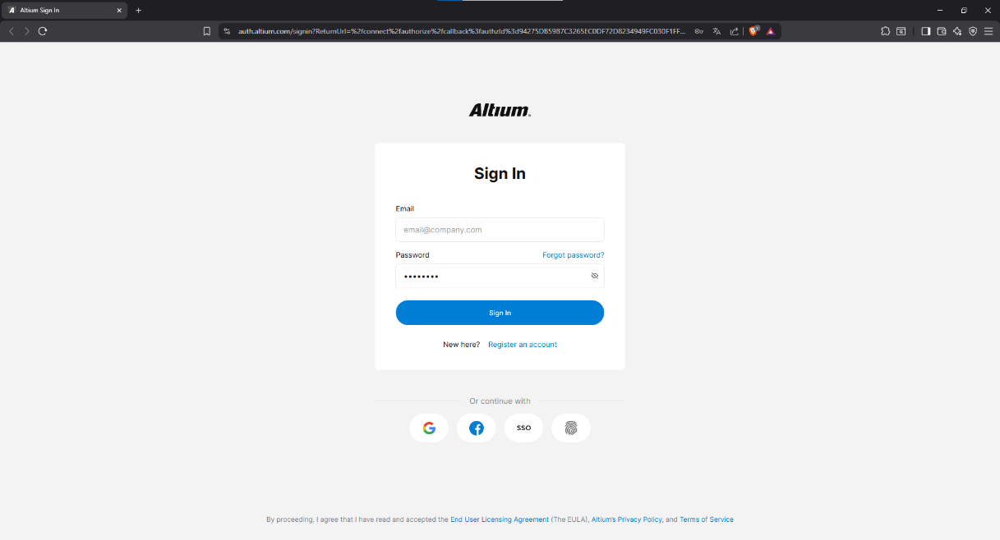 Altium Sign In
auth.altium.com/signin?ReturnUrl=%2fconnect%2fauthorize%2fcallback%3fauthzId%3d94275DB59B7C3265EC0DF72D8234949FC030F1FF...
1
Altium.
Sign In
Email
email@company.com
Password Forgot password?
Sign In
New here? Register an account
Or continue with
SSO
By proceeding, I agree that I have read and accepted the End User Licensing Agreement (The EULA), Altium's Privacy Policy, and Terms of Service